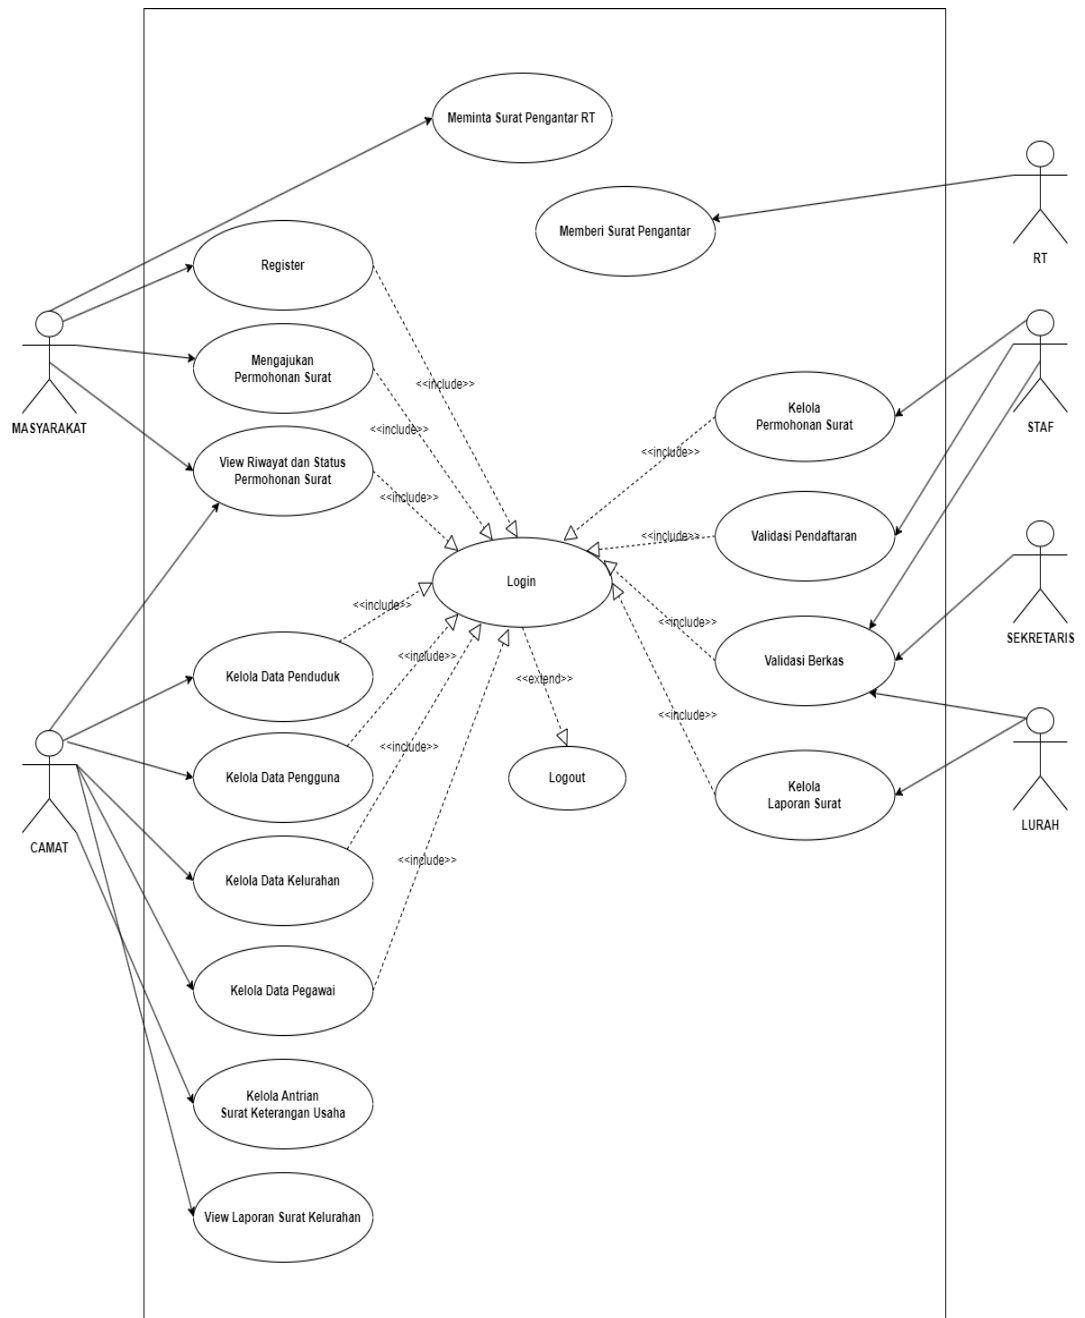 Meminta Surat Pengantar RT
Memberi Surat Pengantar
RT
Register
MASYARAKAT
Mengajukan
Permohonan Surat
<<include>>
<<include>>
Kelola
Permohonan Surat
STAF
View Riwayat dan Status
Permohonan Surat
<<include>>
<<include>>
Validasi Pendaftaran
<<include>>
Login
<<include>>
<<include>>
SEKRETARIS
Kelola Data Penduduk
<<include>>
Validasi Berkas
<<extend>>
<<include>>
Kelola Data Pengguna
<<include>>
Logout
Kelola
Laporan Surat
LURAH
CAMAT
<<include>>
Kelola Data Kelurahan
Kelola Data Pegawai
Kelola Antrian
Surat Keterangan Usaha
View Laporan Surat Kelurahan